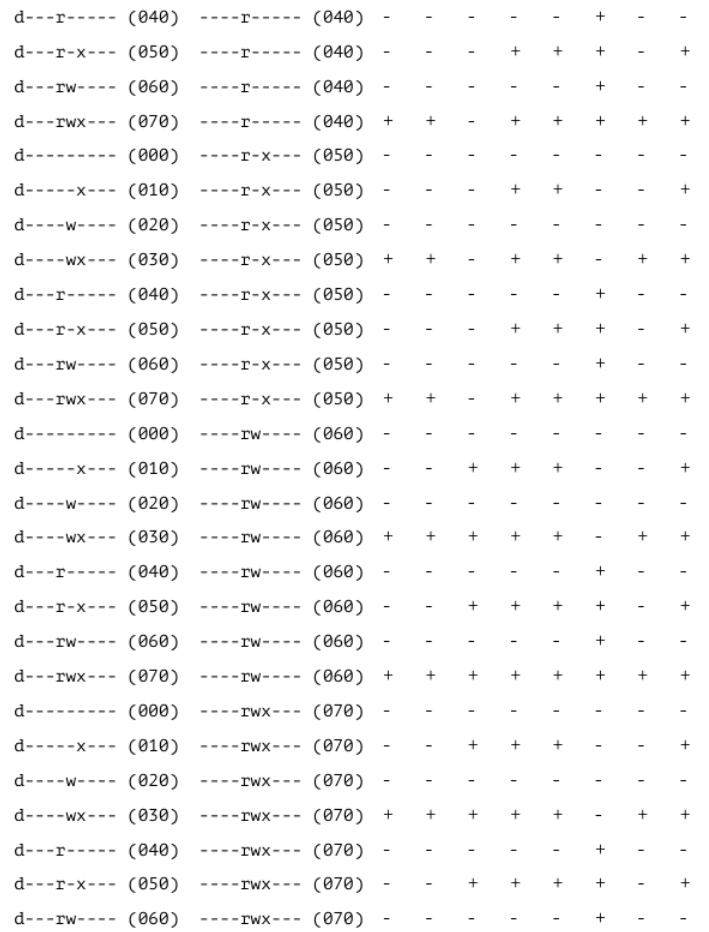 d---r----- (040) ----r----- (040) - - - - - + - -
d---r-x--- (050) ----r----- (040) - - - + + + - +
d---rw---- (060) ----r----- (040) - - - - - + - -
d---rwx--- (070) ----r----- (040) + + - + + + + +
d--------- (000) ----r-x--- (050) - - - - - - - -
d-----x--- (010) ----r-x--- (050) - - - + + - - +
d----w---- (020) ----r-x--- (050) - - - - - - - -
d----wx--- (030) ----r-x--- (050) + + - + + - + +
d---r----- (040) ----r-x--- (050) - - - - - + - -
d---r-x--- (050) ----r-x--- (050) - - - + + + - +
d---rw---- (060) ----r-x--- (050) - - - - - + - -
d---rwx--- (070) ----r-x--- (050) + + - + + + + +
d--------- (000) ----rw---- (060) - - - - - - - -
d-----x--- (010) ----rw---- (060) - - + + + - - +
d----w---- (020) ----rw---- (060) - - - - - - - -
d----wx--- (030) ----rw---- (060) + + + + + - + +
d---r----- (040) ----rw---- (060) - - - - - + - -
d---r-x--- (050) ----rw---- (060) - - + + + + - +
d---rw---- (060) ----rw---- (060) - - - - - + - -
d---rwx--- (070) ----rw---- (060) + + + + + + + +
d--------- (000) ----rwx--- (070) - - - - - - - -
d-----x--- (010) ----rwx--- (070) - - + + + - - +
d----w---- (020) ----rwx--- (070) - - - - - - - -
d----wx--- (030) ----rwx--- (070) + + + + + - + +
d---r----- (040) ----rwx--- (070) - - - - - + - -
d---r-x--- (050) ----rwx--- (070) - - + + + + - +
d---rw---- (060) ----rwx--- (070) - - - - - + - -